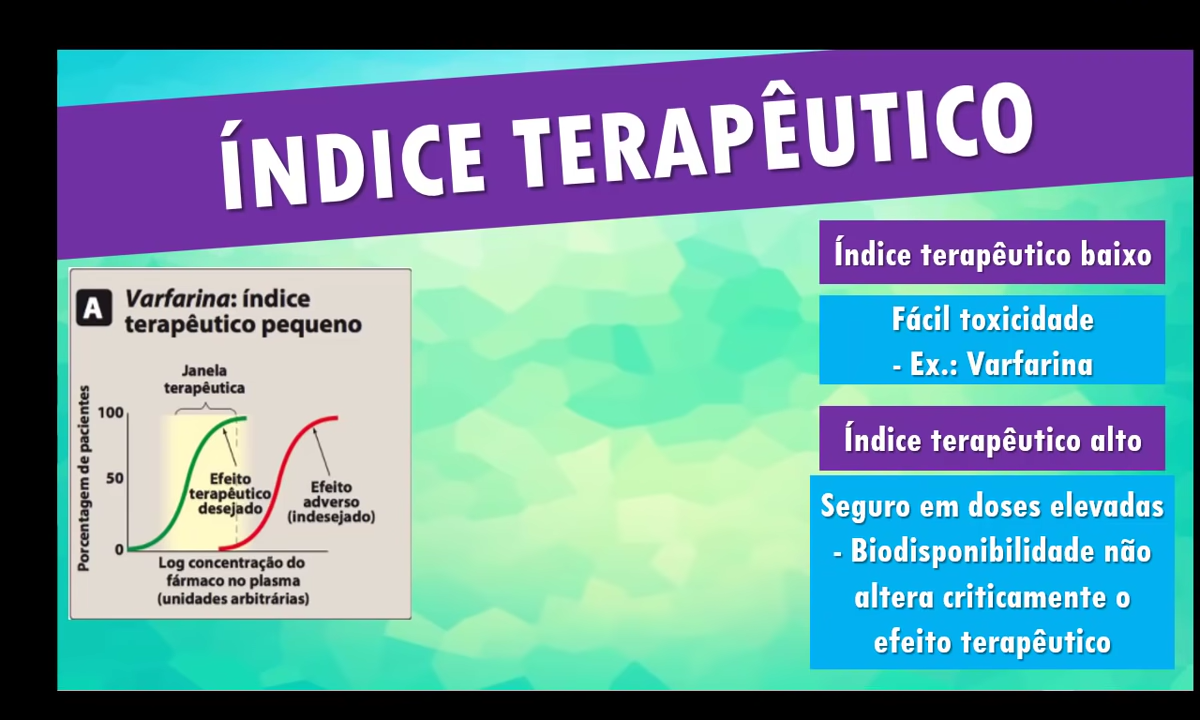 ÍNDICE TERAPÊUTICO
A
Varfarina: índice
terapêutico pequeno
Janela
terapêutica
Porcentagem de pacientes
100
50
0
Efeito
terapêutico
desejado
Efeito
adverso
(indesejado)
Log concentração do
fármaco no plasma
(unidades arbitrárias)
Índice terapêutico baixo
Fácil toxicidade
- Ex.: Varfarina
Índice terapêutico alto
Seguro em doses elevadas
- Biodisponibilidade não
altera criticamente o
efeito terapêutico